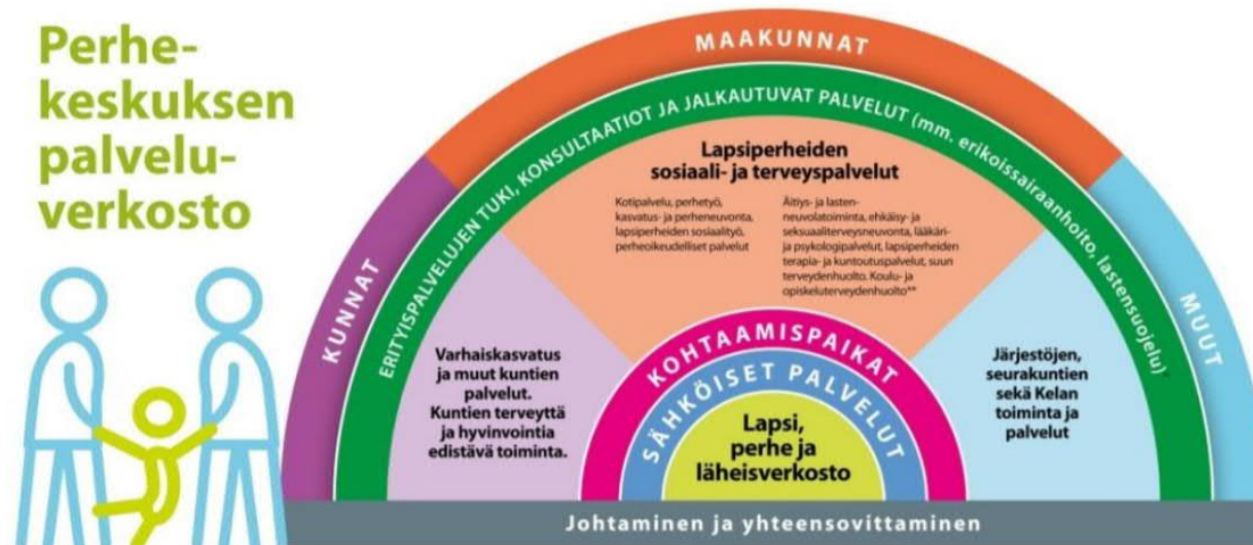 Perhe-
keskuksen
palvelu-
verkosto
MAAKUNNAT
KUNNAT
MUUT
ERITYISPALVELUJEN TUKI, KONSULTAATIOT JA JALKAUTUVAT PALVELUT (mm. erikoissairaanhoito, lastensuojelu)*
Lapsiperheiden
sosiaali- ja terveyspalvelut
Kotipalvelu, perhetyö,
kasvatus- ja perheneuvonta,
lapsiperheiden sosiaalityö,
perheoikeudelliset palvelut
Äitiys- ja lasten-
neuvolatoiminta, ehkäisy- ja
seksuaaliterveysneuvonta, lääkäri-
ja psykologipalvelut, lapsiperheiden
terapia- ja kuntoutuspalvelut, suun
terveydenhuolto. Koulu- ja
opiskeluterveydenhuolto**
Varhaiskasvatus
ja muut kuntien
palvelut.
Kuntien terveyttä
ja hyvinvointia
edistävä toiminta.
KOHTAAMISPAIKAT
SÄHKÖISET PALVELUT
Lapsi,
perhe ja
läheisverkosto
Järjestöjen,
seurakuntien
sekä Kelan
toiminta ja
palvelut
Johtaminen ja yhteensovittaminen